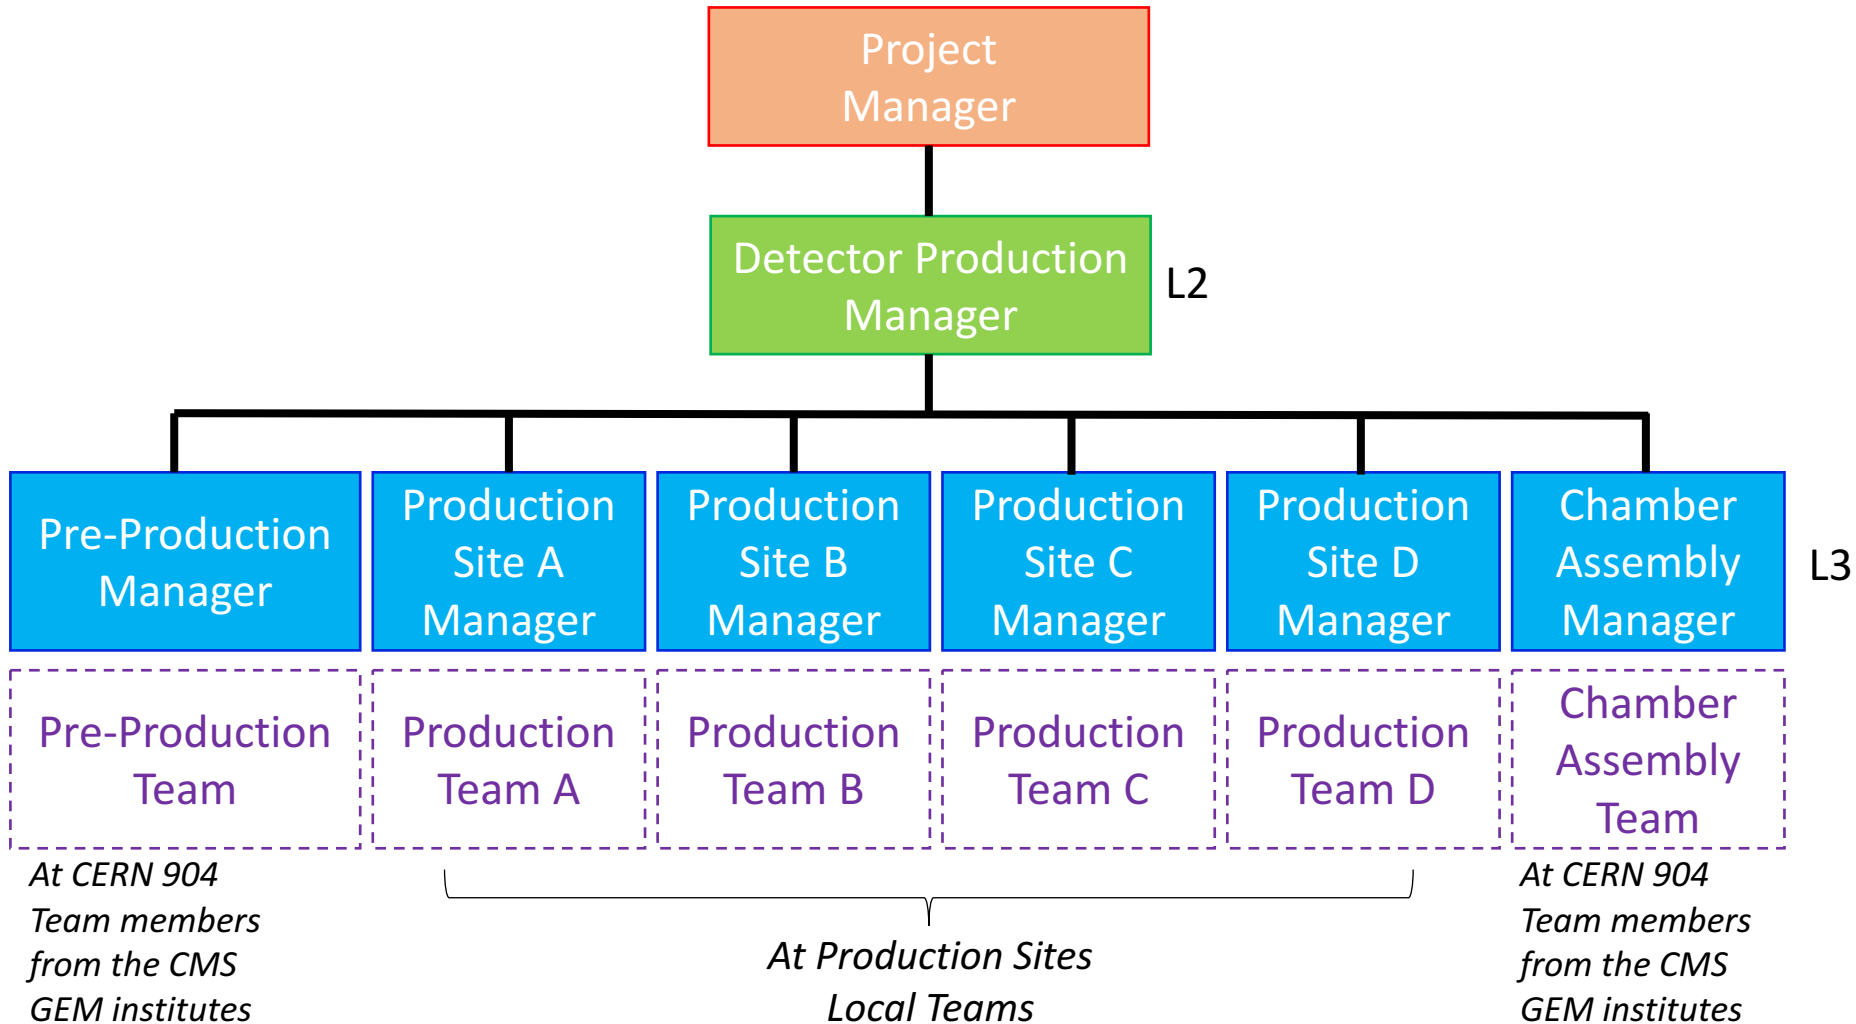 Project
Manager
Detector Production
Manager
L2
Pre-Production
Manager
Production
Site A
Manager
Production
Site B
Manager
Production
Site C
Manager
Production
Site D
Manager
Chamber
Assembly
Manager
L3
Pre-Production
Team
Production
Team A
Production
Team B
Production
Team C
Production
Team D
Chamber
Assembly
Team
At CERN 904
Team members
from the CMS
GEM institutes
At Production Sites
Local Teams
At CERN 904
Team members
from the CMS
GEM institutes